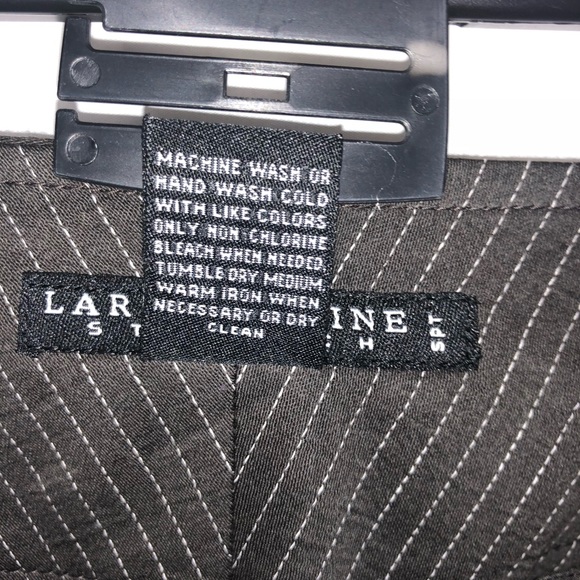 MACHINE WASH OR
HAND WASH COLD
WITH LIKE COLORS
ONLY NON-CHLORINE
BLEACH WHEN NEEDED.
TUMBLE DRY MEDIUM
WARM IRON WHEN
NECESSARY OR DRY
CLEAN
LAR INE
S T H
SPT